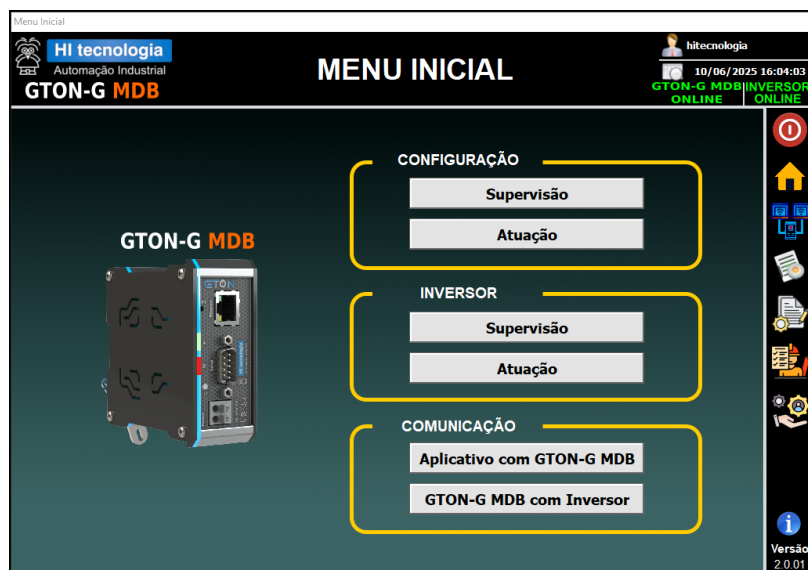 Menu Inicial
HI tecnologia
Automação Industrial
GTON-G MDB
MENU INICIAL
hitecnologia
10/06/2025 16:04:03
GTON-G MDB ONLINE
INVERSOR ONLINE
CONFIGURAÇÃO
Supervisão
Atuação
GTON-G MDB
GTON
HI tecnologia
INVERSOR
Supervisão
Atuação
COMUNICAÇÃO
Aplicativo com GTON-G MDB
GTON-G MDB com Inversor
Versão
2.0.01